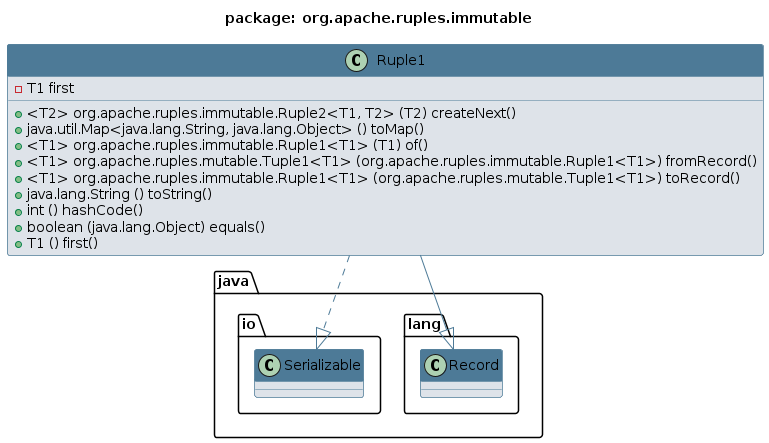 package: org.apache.ruples.immutable
C Ruple1
T1 first
<T2> org.apache.ruples.immutable.Ruple2<T1, T2> (T2) createNext()
java.util.Map<java.lang.String, java.lang.Object> () toMap()
<T1> org.apache.ruples.immutable.Ruple1<T1> (T1) of()
<T1> org.apache.ruples.mutable.Tuple1<T1> (org.apache.ruples.immutable.Ruple1<T1>) fromRecord()
<T1> org.apache.ruples.immutable.Ruple1<T1> (org.apache.ruples.mutable.Tuple1<T1>) toRecord()
java.lang.String () toString()
int () hashCode()
boolean (java.lang.Object) equals()
T1 () first()
java
io
lang
C Serializable
C Record